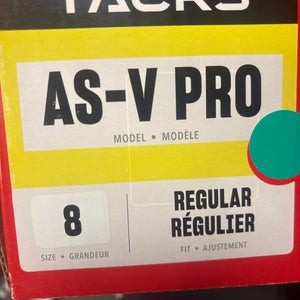 TACKS
AS-V PRO
MODEL • MODÈLE
8
SIZE • GRANDEUR
REGULAR
RÉGULIER
FIT • AJUSTEMENT